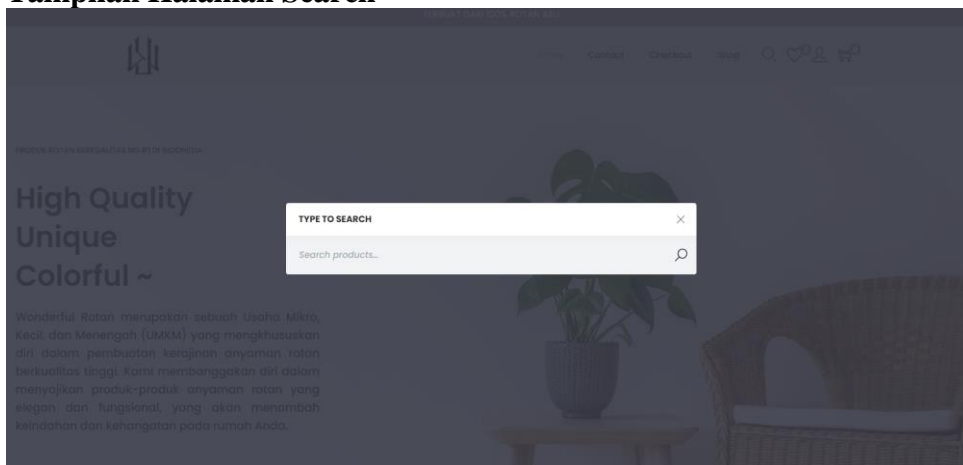 Tampilan Halaman Search
Home Contact Checkout Shop
High Quality
Unique
Colorful ~
TYPE TO SEARCH
Search products...
Wonderful Rotan merupakan sebuah Usaha Mikro,
Kecil, dan Menengah (UMKM) yang mengkhususkan
diri dalam pembuatan kerajinan anyaman rotan
berkualitas tinggi. Kami membanggakan diri dalam
menyajikan produk-produk anyaman rotan yang
elegan dan fungsional, yang akan menambah
keindahan dan kehangatan pada rumah Anda.